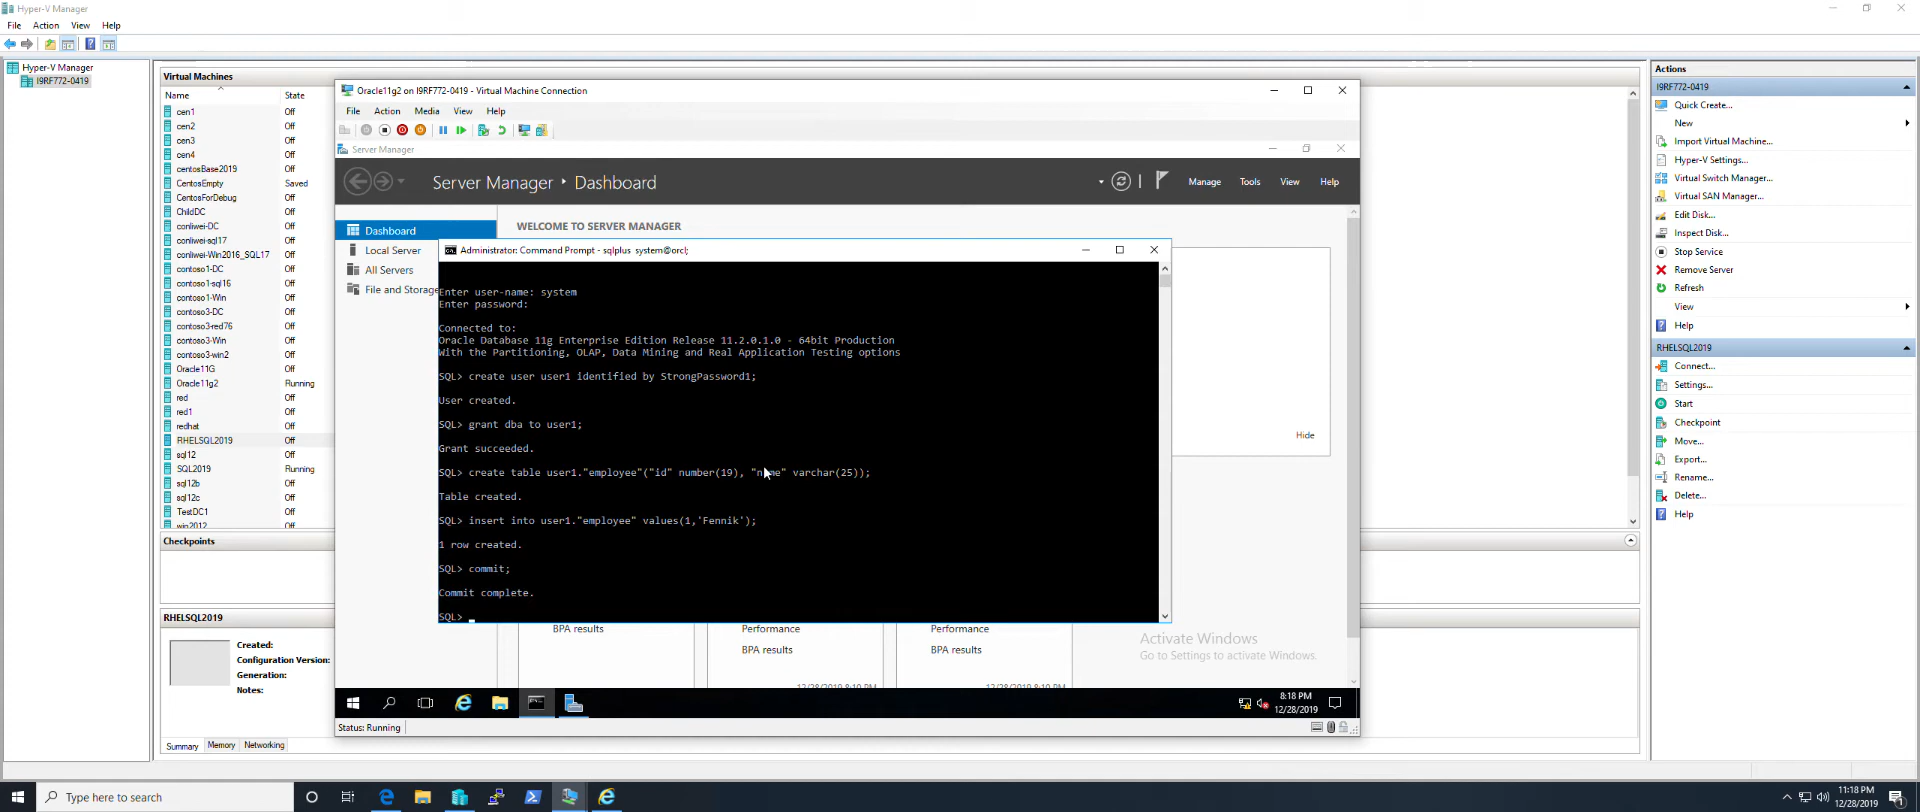 Hyper-V Manager
File Action View Help
Hyper-V Manager
I9RF772-0419
Virtual Machines
Name State
cen1 Off
cen2 Off
cen3 Off
cen4 Off
centosBase2019 Off
CentosEmpty Saved
CentosForDebug Off
ChildDC Off
conliwei-DC Off
conliwei-sql17 Off
conliwei-Win2016_SQL17 Off
contoso1-DC Off
contoso1-sql16 Off
contoso1-Win Off
contoso3-DC Off
contoso3-red76 Off
contoso3-Win Off
contoso3-win2 Off
Oracle11G Off
Oracle11g2 Running
red Off
red1 Off
redhat Off
RHELSQL2019 Off
sql12 Off
SQL2019 Running
sql12b Off
sql12c Off
TestDC1 Off
win2012 Off
Checkpoints
RHELSQL2019
Created:
Configuration Version:
Generation:
Notes:
Summary Memory Networking
Oracle11g2 on I9RF772-0419 - Virtual Machine Connection
File Action Media View Help
Server Manager
Server Manager Dashboard
Manage Tools View Help
Dashboard
Local Server
All Servers
File and Storage
WELCOME TO SERVER MANAGER
Hide
Administrator: Command Prompt - sqlplus system@orcl;
Enter user-name: system
Enter password:
Connected to:
Oracle Database 11g Enterprise Edition Release 11.2.0.1.0 - 64bit Production
With the Partitioning, OLAP, Data Mining and Real Application Testing options
SQL> create user user1 identified by StrongPassword1;
User created.
SQL> grant dba to user1;
Grant succeeded.
SQL> create table user1."employee"("id" number(19), "name" varchar(25));
Table created.
SQL> insert into user1."employee" values(1,'Fennik');
1 row created.
SQL> commit;
Commit complete.
SQL>
BPA results
Performance
BPA results
12/28/2019 8:10 PM
Performance
BPA results
12/28/2019 8:10 PM
Activate Windows
Go to Settings to activate Windows.
8:18 PM
12/28/2019
Status: Running
Actions
I9RF772-0419
Quick Create...
New
Import Virtual Machine...
Hyper-V Settings...
Virtual Switch Manager...
Virtual SAN Manager...
Edit Disk...
Inspect Disk...
Stop Service
Remove Server
Refresh
View
Help
RHELSQL2019
Connect...
Settings...
Start
Checkpoint
Move...
Export...
Rename...
Delete...
Help
Type here to search
11:18 PM
12/28/2019